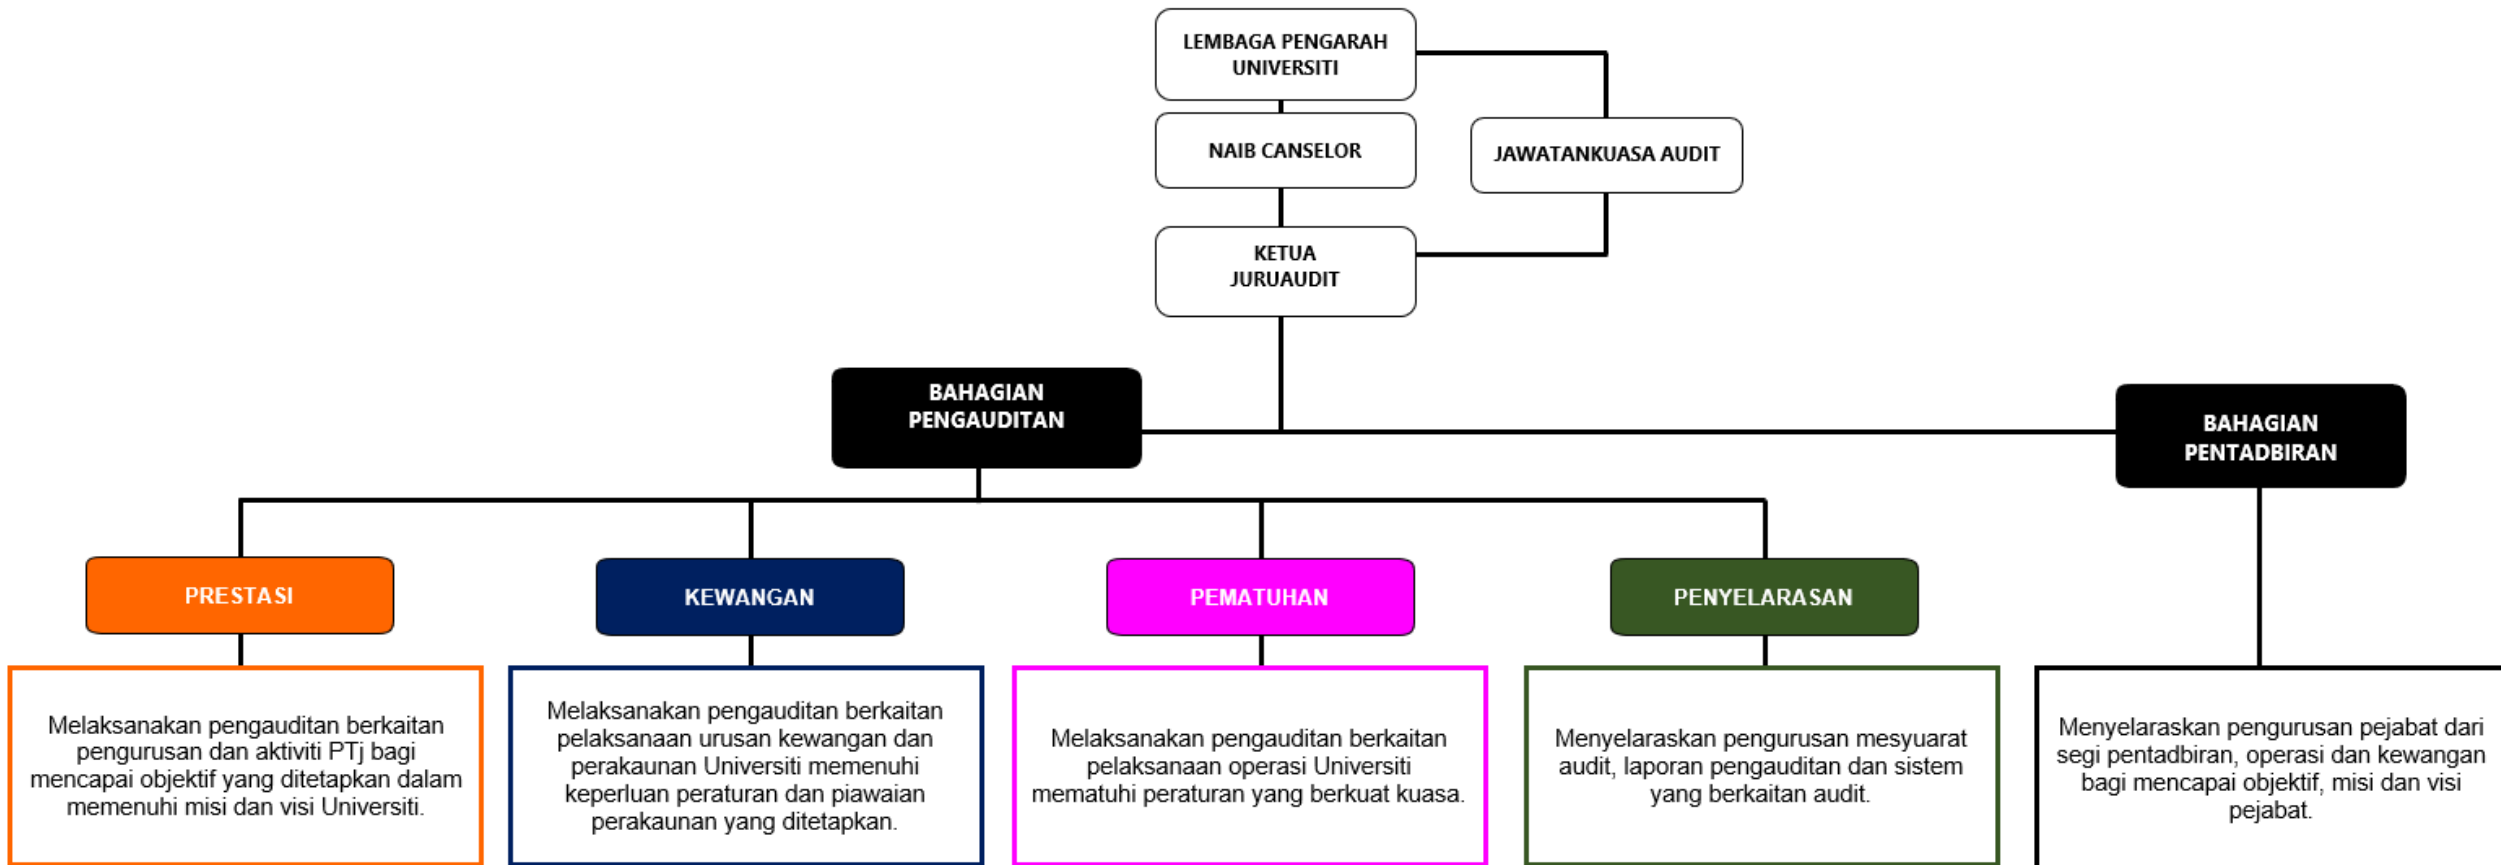 LEMBAGA PENGARAH
UNIVERSITI
NAIB CANSELOR
JAWATANKUASA AUDIT
KETUA
JURUAUDIT
BAHAGIAN
PENGAUDITAN
BAHAGIAN
PENTADBIRAN
PRESTASI
KEWANGAN
PEMATUHAN
PENYELARASAN
Melaksanakan pengauditan berkaitan
pengurusan dan aktiviti PTj bagi
mencapai objektif yang ditetapkan dalam
memenuhi misi dan visi Universiti.
Melaksanakan pengauditan berkaitan
pelaksanaan urusan kewangan dan
perakaunan Universiti memenuhi
keperluan peraturan dan piawaian
perakaunan yang ditetapkan.
Melaksanakan pengauditan berkaitan
pelaksanaan operasi Universiti
mematuhi peraturan yang berkuat kuasa.
Menyelaraskan pengurusan mesyuarat
audit, laporan pengauditan dan sistem
yang berkaitan audit.
Menyelaraskan pengurusan pejabat dari
segi pentadbiran, operasi dan kewangan
bagi mencapai objektif, misi dan visi
pejabat.